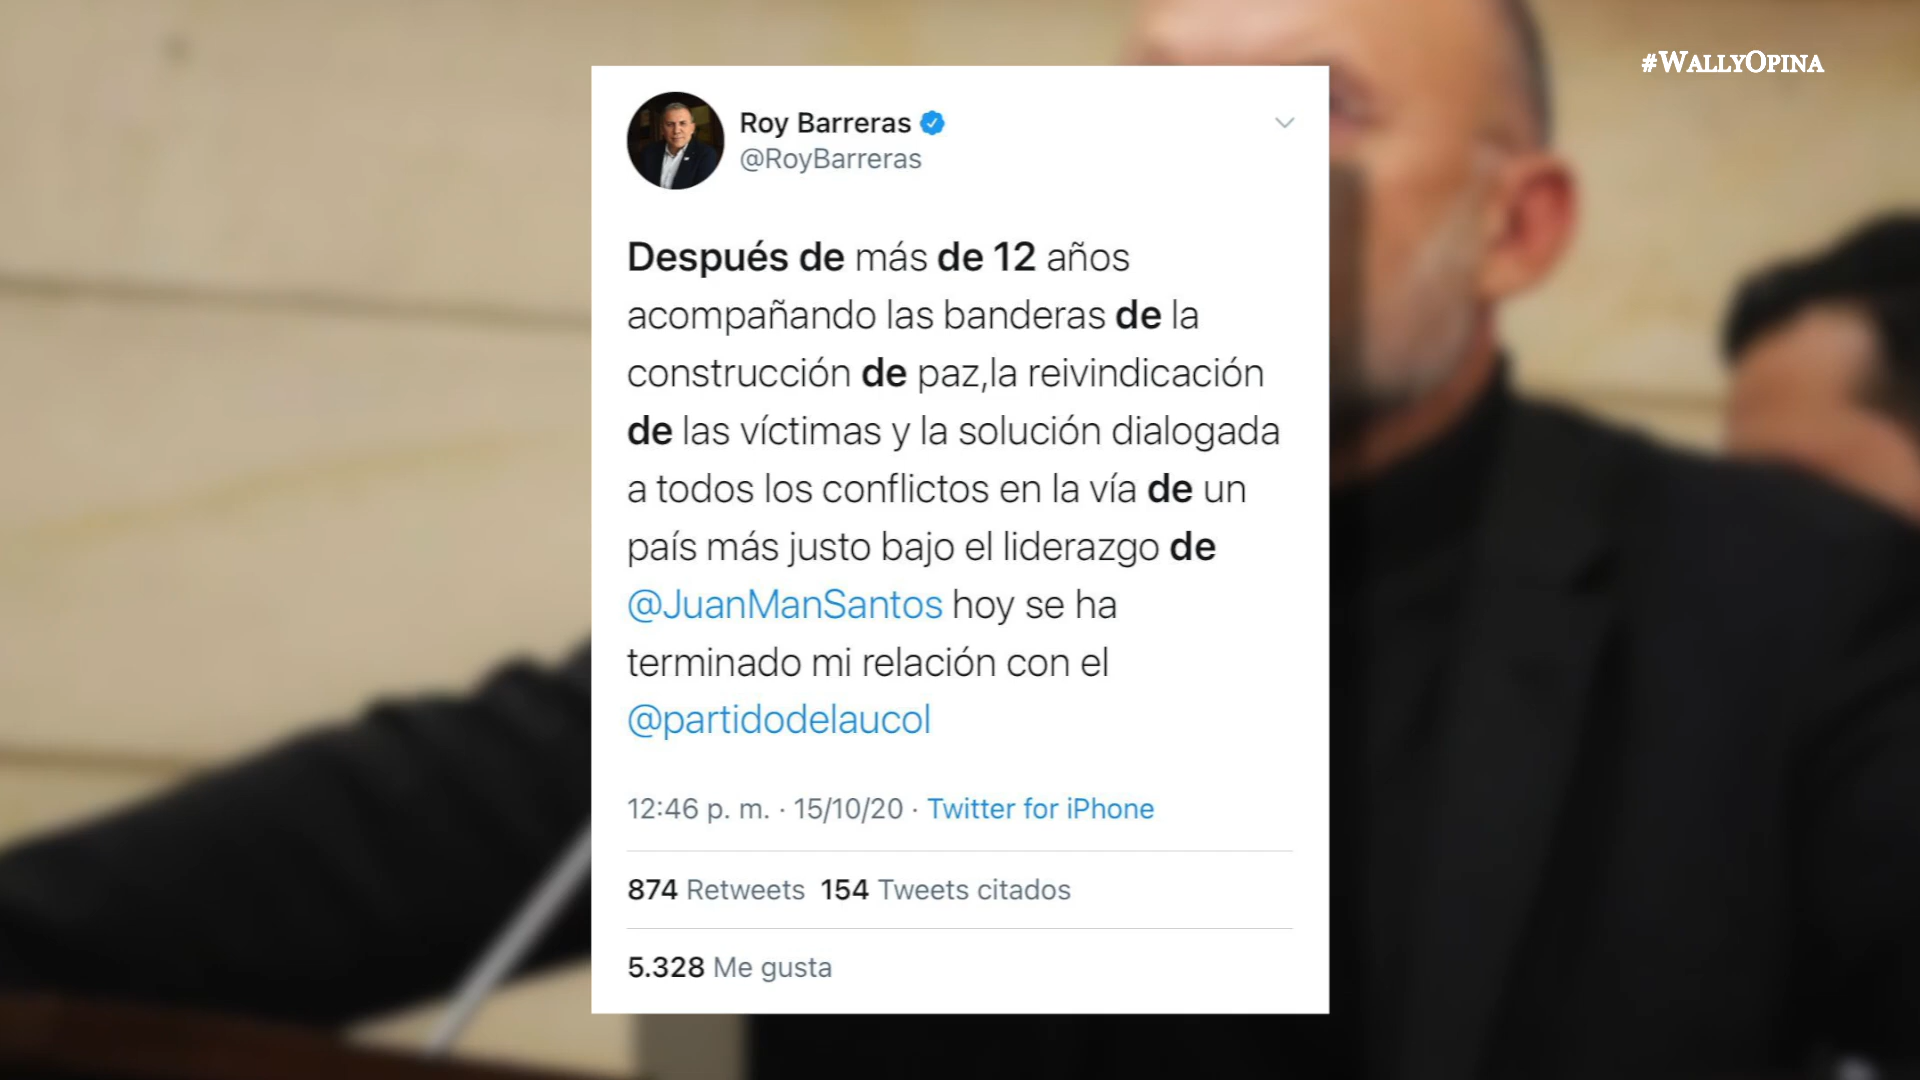 #WALLYOPINA
Roy Barreras
@RoyBarreras
Después de más de 12 años
acompañando las banderas de la
construcción de paz,la reivindicación
de las víctimas y la solución dialogada
a todos los conflictos en la vía de un
país más justo bajo el liderazgo de
@JuanManSantos hoy se ha
terminado mi relación con el
@partidodelaucol
12:46 p. m. · 15/10/20 · Twitter for iPhone
874 Retweets 154 Tweets citados
5.328 Me gusta